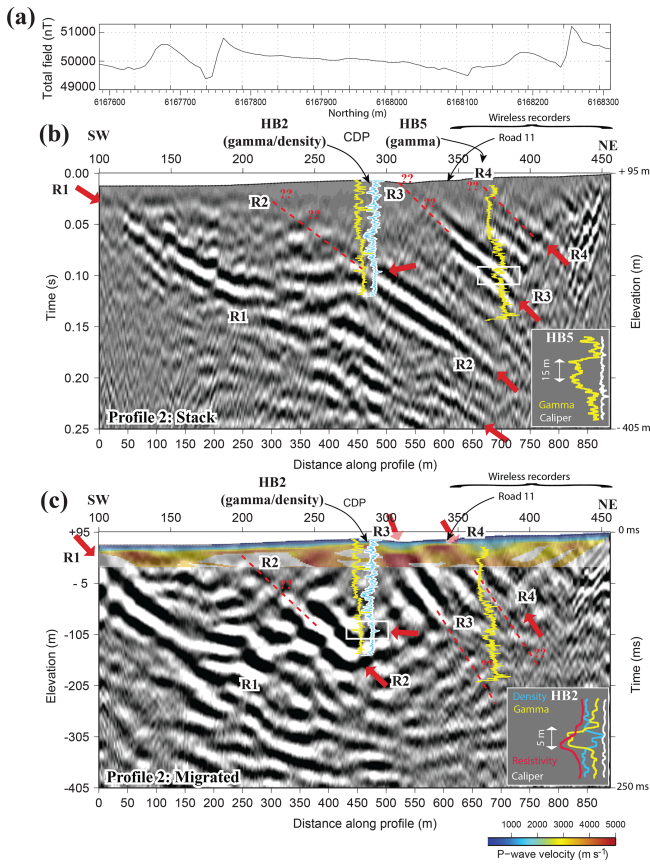 (a)
Total field (nT)
51000
50000
49000
6167600 6167700 6167800 6167900 6168000 6168100 6168200 6168300
Northing (m)
(b)
SW
HB2
(gamma/density)
CDP
HB5
(gamma)
Wireless recorders
Road 11
NE
100 150 200 250 300 350 400 450
R1
R2
R3
R4
??
??
??
??
0.00
0.05
0.10
0.15
0.20
0.25
Time (s)
+95 m
Elevation (m)
-405 m
R1
R2
R3
R4
HB5
15 m
Gamma
Caliper
Profile 2: Stack
0 50 100 150 200 250 300 350 400 450 500 550 600 650 700 750 800 850
Distance along profile (m)
(c)
SW
HB2
(gamma/density)
CDP
Wireless recorders
Road 11
NE
100 150 200 250 300 350 400 450
R1
R2
R3
R4
??
??
??
+95
-5
-105
-205
-305
-405
Elevation (m)
0 ms
Time (ms)
250 ms
R1
R2
R3
R4
Density
HB2
Gamma
5 m
Resistivity
Caliper
Profile 2: Migrated
0 50 100 150 200 250 300 350 400 450 500 550 600 650 700 750 800 850
Distance along profile (m)
1000 2000 3000 4000 5000
P-wave velocity (m s⁻¹)